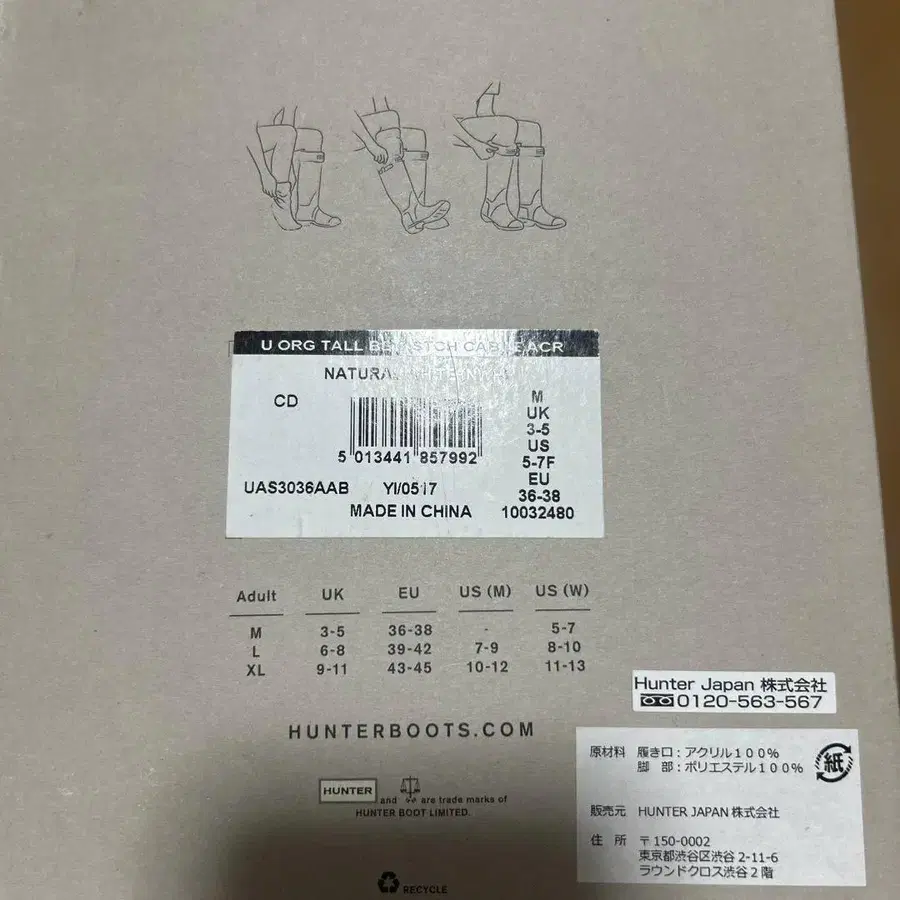 U ORG TALL STCH CABLE ACR
NATURAL WHITE
CD
M
UK
3-5
US
5-7F
EU
36-38
10032480
5 013441 857992
UAS3036AAB YI/0517
MADE IN CHINA
Adult UK EU US (M) US (W)
M 3-5 36-38 - 5-7
L 6-8 39-42 7-9 8-10
XL 9-11 43-45 10-12 11-13
HUNTERBOOTS.COM
HUNTER and are trade marks of
HUNTER BOOT LIMITED.
RECYCLE
Hunter Japan 株式会社
0120-563-567
原材料 履き口：アクリル１００％
脚 部：ポリエステル１００％
紙
販売元 HUNTER JAPAN 株式会社
住 所 〒150-0002
東京都渋谷区渋谷 2-11-6
ラウンドクロス渋谷 2 階